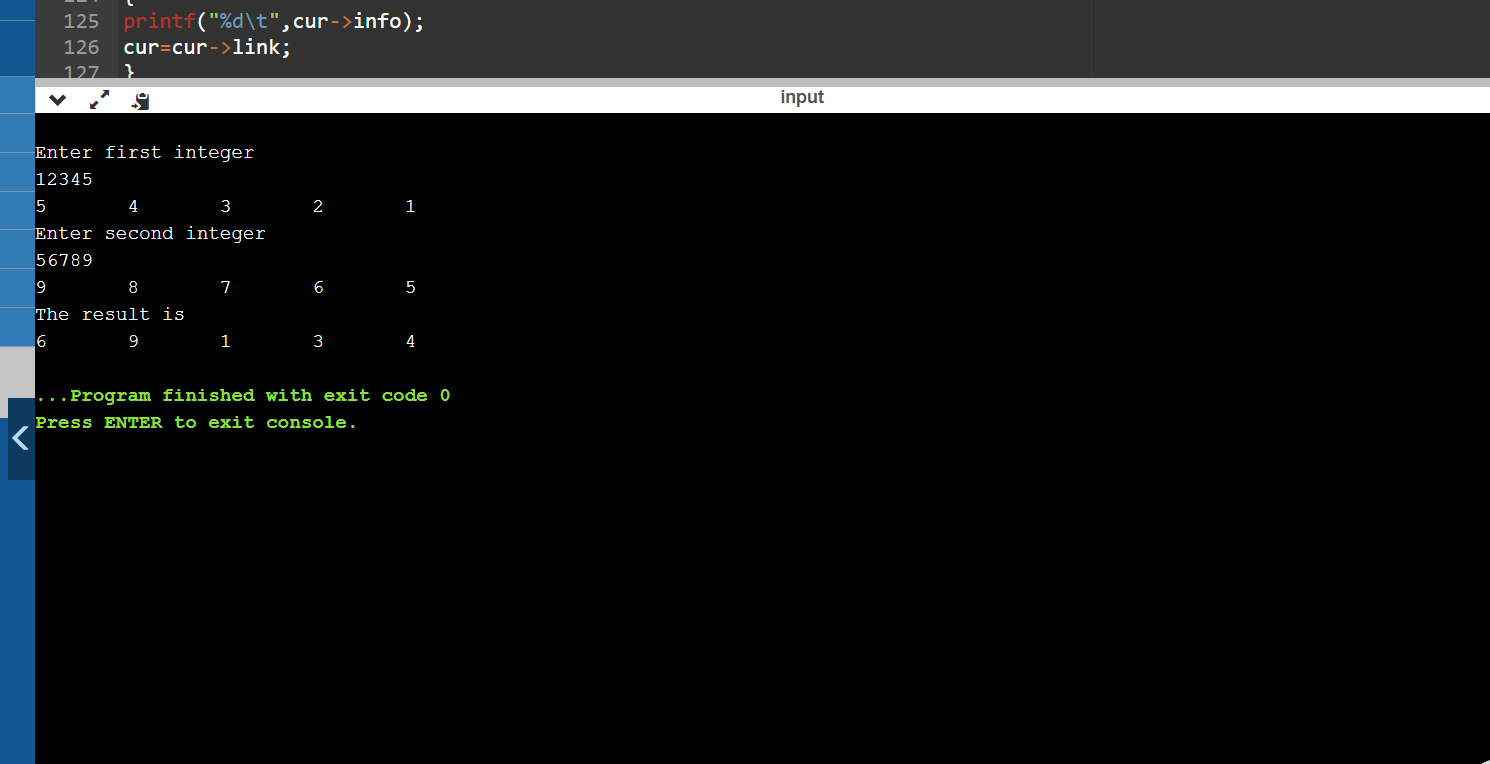 125 printf("%d\t",cur->info);
126 cur=cur->link;
127 }
input
Enter first integer
12345
5 4 3 2 1
Enter second integer
56789
9 8 7 6 5
The result is
6 9 1 3 4
...Program finished with exit code 0
Press ENTER to exit console.